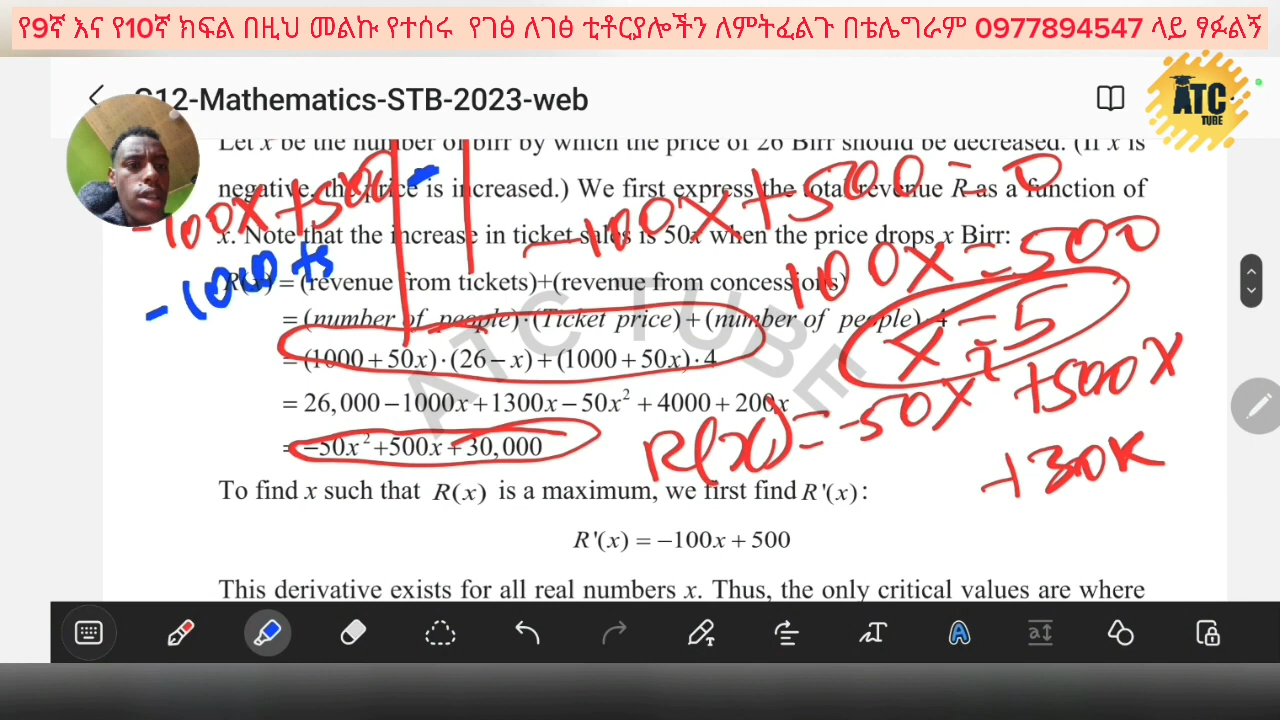 የ9ኛ እና የ10ኛ ክፍል በዚህ መልኩ የተሰሩ የገፅ ለገፅ ቲቶርያሎችን ለምትፈልጉ በቴሌግራም 0977894547 ላይ ፃፉልኝ
12-Mathematics-STB-2023-web
ATC
TUBE
Let x be the number of birr by which the price of 26 Birr should be decreased. (If x is
negative, the price is increased.) We first express the total revenue R as a function of
x. Note that the increase in ticket sales is 50x when the price drops x Birr:
R(x) = (revenue from tickets)+(revenue from concessions)
= (number of people)·(Ticket price)+(number of people)·4
= (1000+50x)·(26−x)+(1000+50x)·4
= 26,000−1000x+1300x−50x²+4000+200x
= −50x²+500x+30,000
To find x such that R(x) is a maximum, we first find R'(x):
R'(x) = −100x+500
This derivative exists for all real numbers x. Thus, the only critical values are where
ATC TUBE
-100X+500
-100X+500=0
100X=500
X=5
R(x)=-50X²+500X
+30K